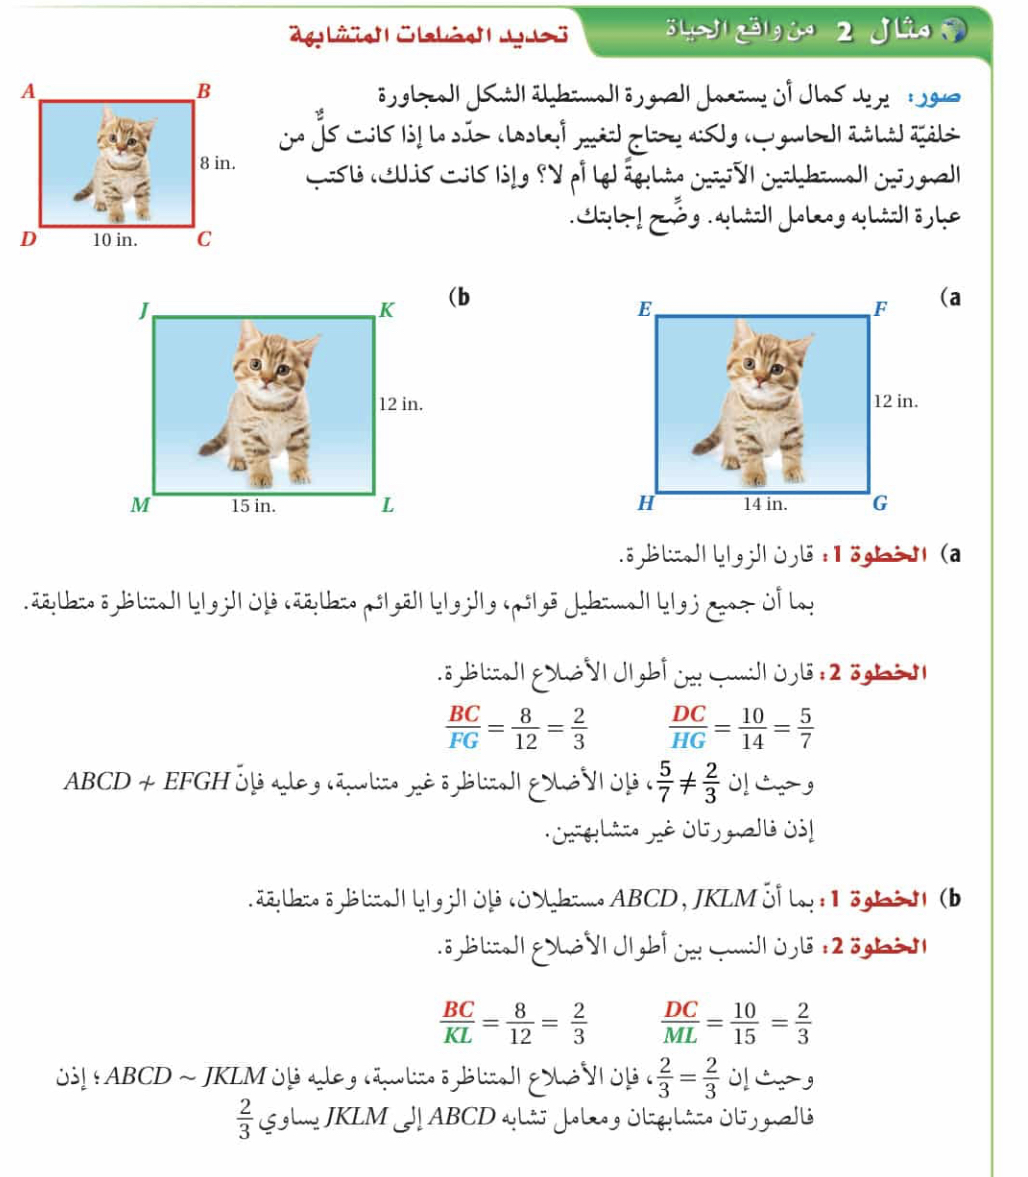 مثال 2 من واقع الحياة
تحديد المضلعات المتشابهة
صور: يريد كمال أن يستعمل الصورة المستطيلة الشكل المجاورة
خلفيّة لشاشة الحاسوب، ولكنه يحتاج لتغيير أبعادها، حدّد ما إذا كانت كلٌّ من
الصورتين المستطيلتين الآتيتين مشابهةً لها أم لا؟ وإذا كانت كذلك، فاكتب
عبارة التشابه ومعامل التشابه. وضِّح إجابتك.
A B
8 in.
D 10 in. C
(a
E F
12 in.
H 14 in. G
(b
J K
12 in.
M 15 in. L
(a الخطوة 1: قارن الزوايا المتناظرة.
بما أن جميع زوايا المستطيل قوائم، والزوايا القوائم متطابقة، فإن الزوايا المتناظرة متطابقة.
الخطوة 2: قارن النسب بين أطوال الأضلاع المتناظرة.
BC/FG = 8/12 = 2/3 DC/HG = 10/14 = 5/7
وحيث إن 2/3 ≠ 5/7، فإن الأضلاع المتناظرة غير متناسبة، وعليه فإنّ ABCD ≁ EFGH
إذن فالصورتان غير متشابهتين.
(b الخطوة 1: بما أنّ ABCD, JKLM مستطيلان، فإن الزوايا المتناظرة متطابقة.
الخطوة 2: قارن النسب بين أطوال الأضلاع المتناظرة.
BC/KL = 8/12 = 2/3 DC/ML = 10/15 = 2/3
وحيث إن 2/3 = 2/3، فإن الأضلاع المتناظرة متناسبة، وعليه فإن ABCD ~ JKLM؛ إذن
فالصورتان متشابهتان ومعامل تشابه ABCD إلى JKLM يساوي 2/3